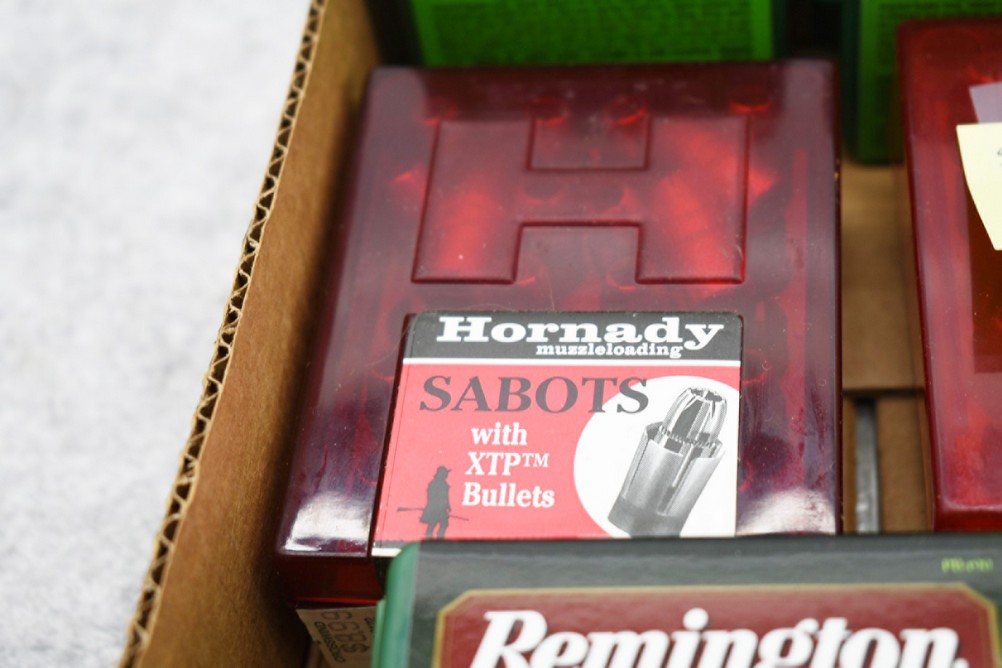 H
Hornady
muzzleloading
SABOTS
with
XTP™
Bullets
Remington